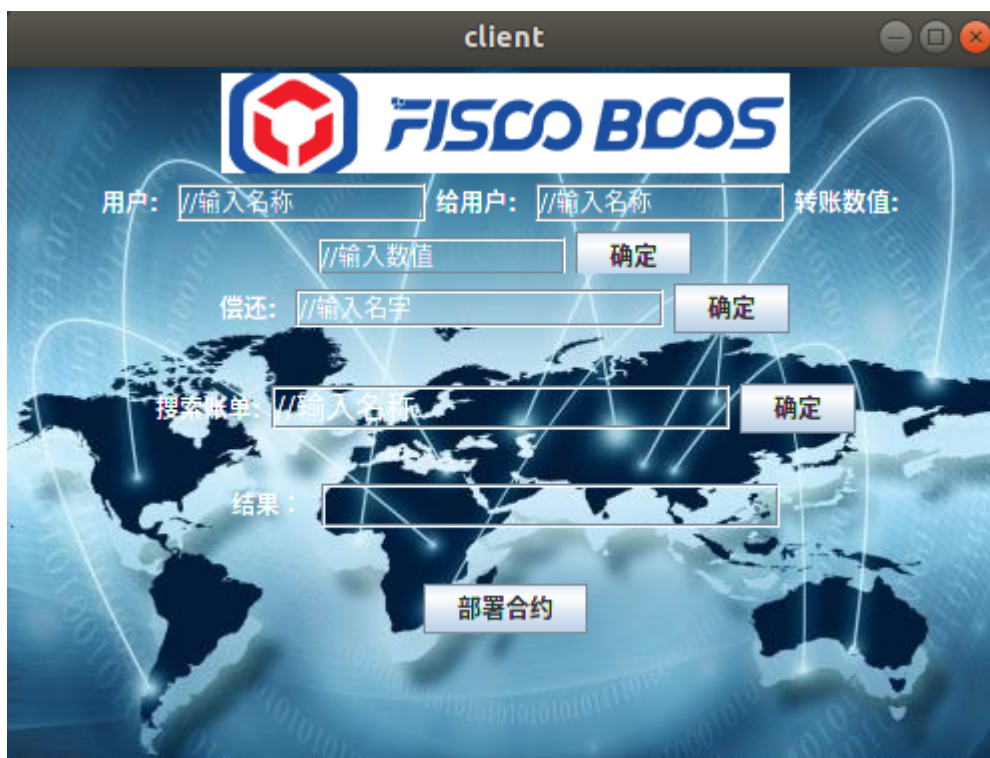 client
FISCO BCOS
用户: //输入名称 给用户: //输入名称 转账数值:
//输入数值 确定
偿还: //输入名字 确定
搜索账单: //输入名称 确定
结果：
部署合约